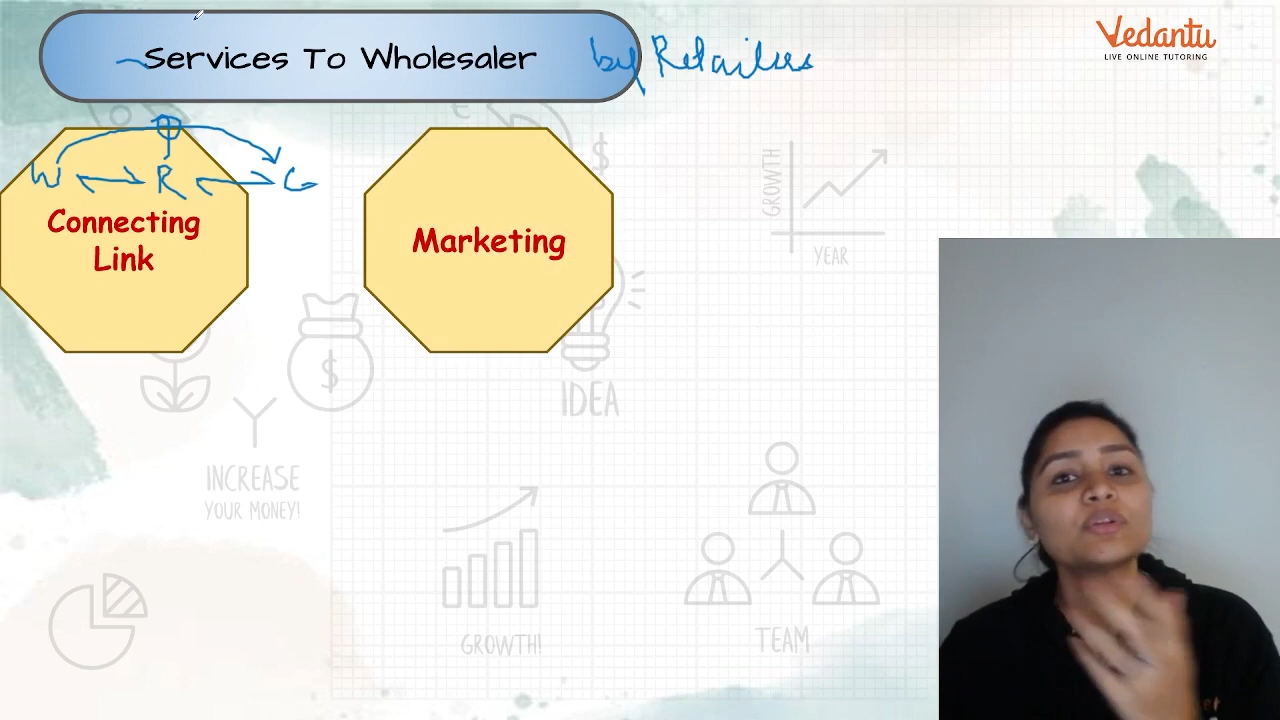 Services To Wholesaler by Retailers
Vedantu
LIVE ONLINE TUTORING
W R C
Connecting
Link
Marketing
GROWTH
YEAR
€
$
$
IDEA
INCREASE
YOUR MONEY!
GROWTH!
TEAM